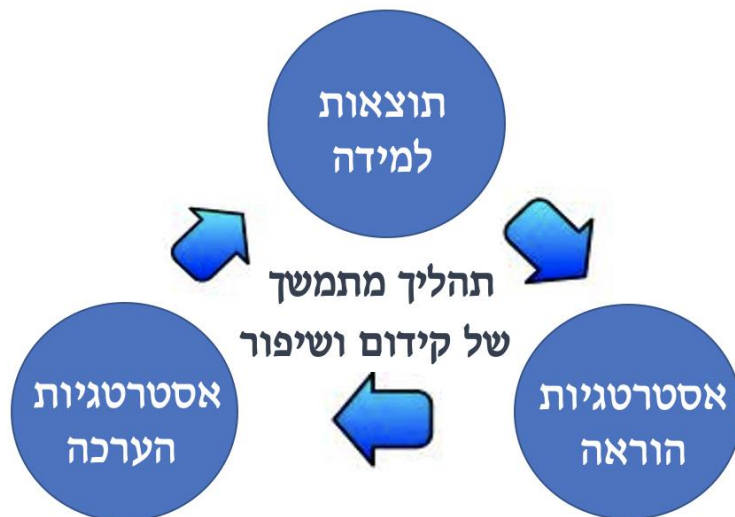 תוצאות
למידה
תהליך מתמשך
של קידום ושיפור
אסטרטגיות
הוראה
אסטרטגיות
הערכה